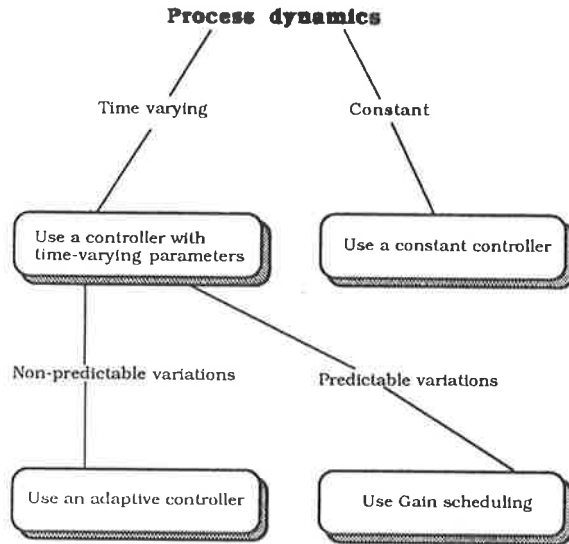 Process dynamics
Time varying
Constant
Use a controller with
time-varying parameters
Use a constant controller
Non-predictable variations
Predictable variations
Use an adaptive controller
Use Gain scheduling